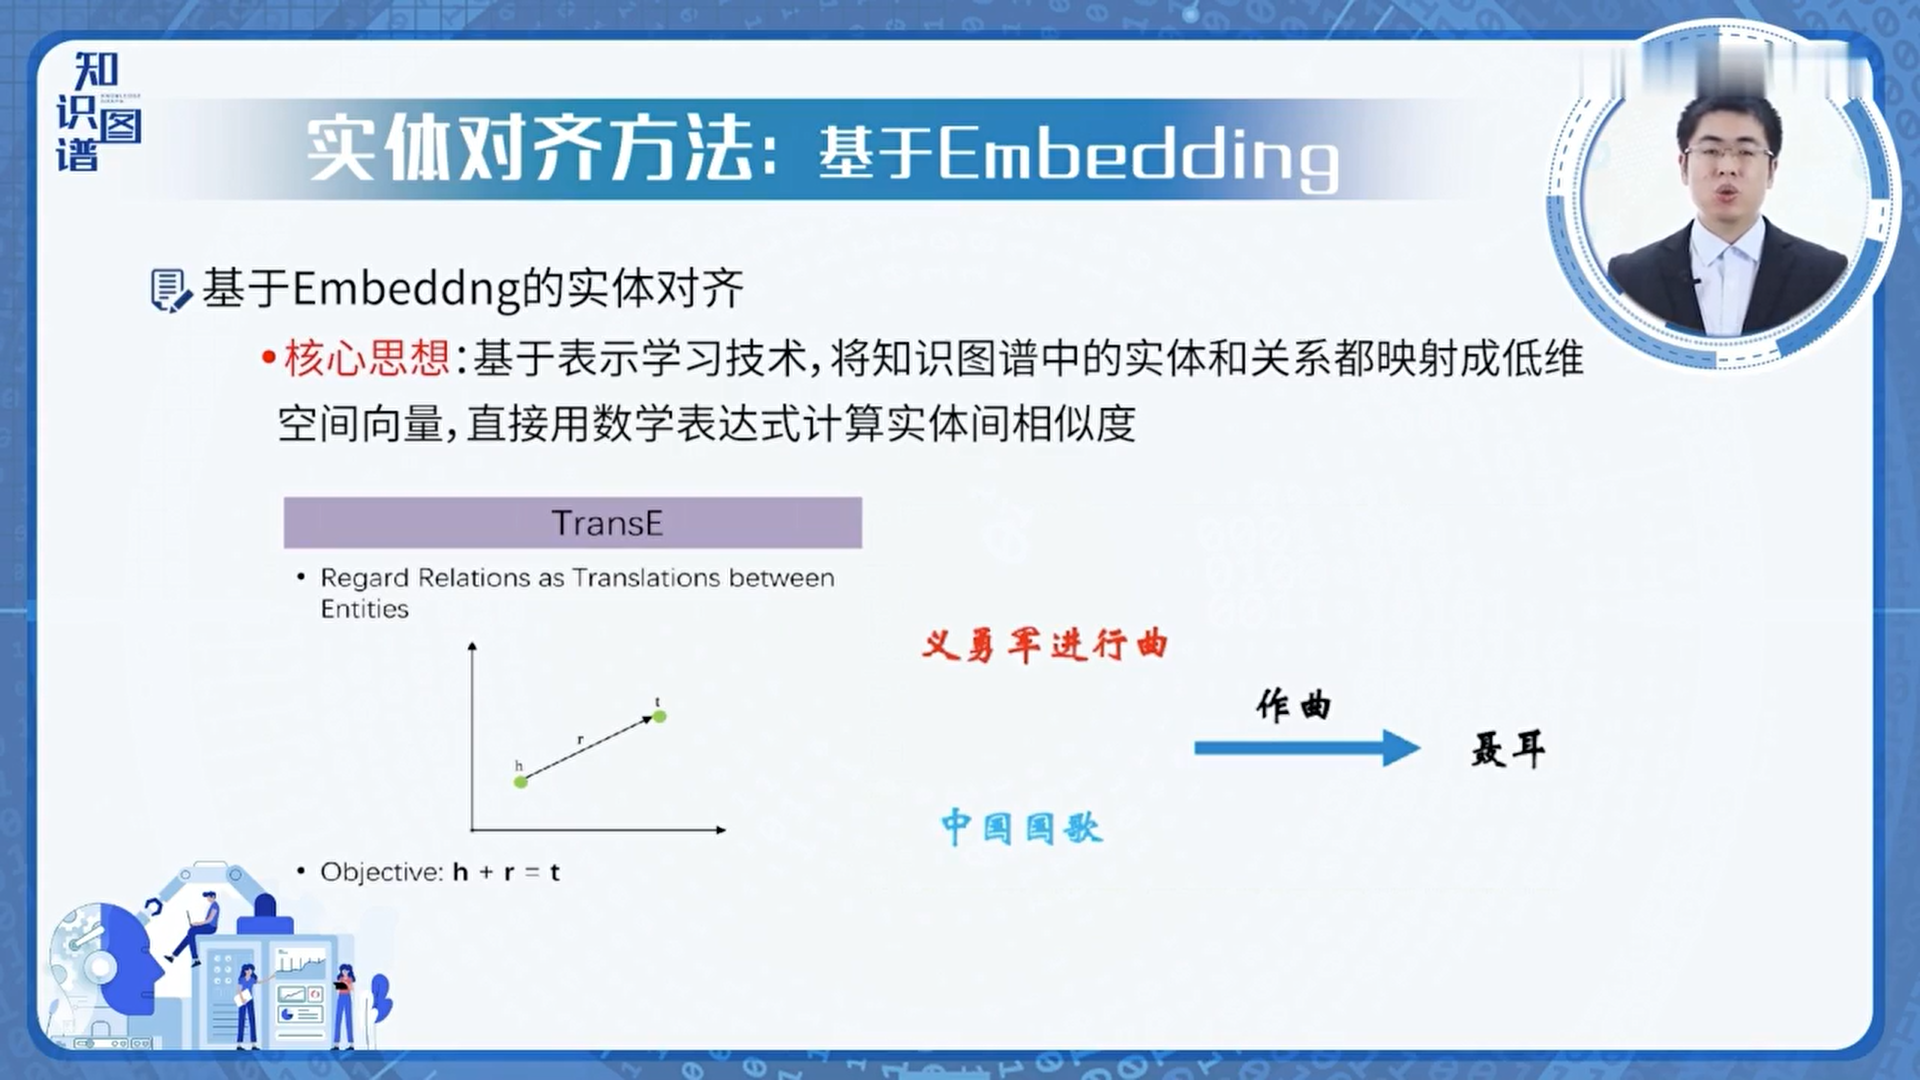 知识图谱
实体对齐方法：基于Embedding
基于Embeddng的实体对齐
•核心思想：基于表示学习技术，将知识图谱中的实体和关系都映射成低维
空间向量，直接用数学表达式计算实体间相似度
TransE
• Regard Relations as Translations between
Entities
t
r
h
• Objective: h + r = t
义勇军进行曲
作曲
聂耳
中国国歌